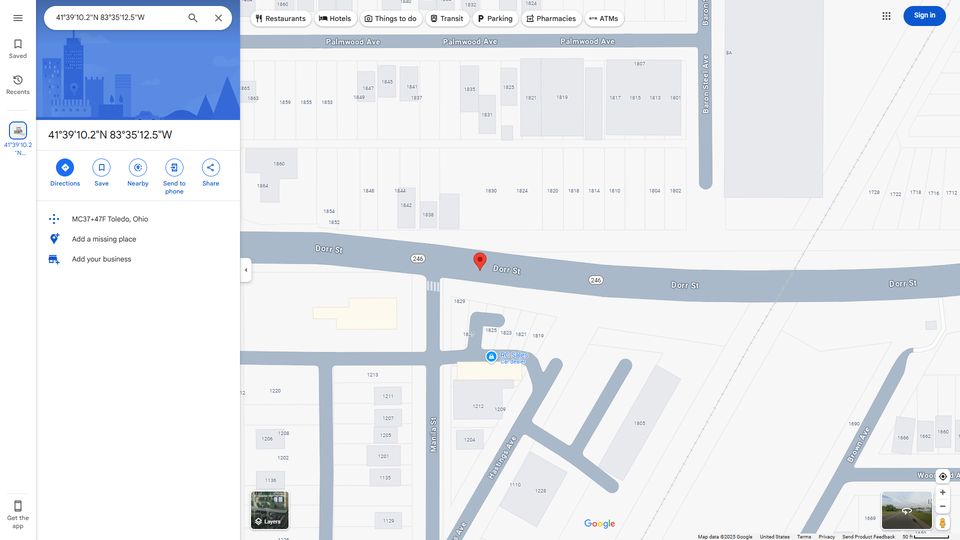 41°39'10.2"N 83°35'12.5"W
Restaurants
Hotels
Things to do
Transit
Parking
Pharmacies
ATMs
Sign in
Saved
Recents
41°39'10.2
"N...
Get the
app
41°39'10.2"N 83°35'12.5"W
Directions
Save
Nearby
Send to
phone
Share
MC37+47F Toledo, Ohio
Add a missing place
Add your business
Palmwood Ave
Palmwood Ave
Palmwood Ave
Baron Steel Ave
8A
1863
1859
1855
1853
1849
1847
1845
1841
1837
1835
1831
1825
1821
1819
1807
1817
1815
1813
1801
1860
1864
1854
1852
1848
1844
1842
1838
1830
1824
1820
1818
1814
1810
1804
1802
1728
1722
1718
1716
1712
Dorr St
246
Dorr St
246
Dorr St
Dorr St
1829
1825
1823
1821
1819
Car dealer
1213
1220
1211
1207
1205
1208
1206
1201
1136
1135
1129
Manila St
1212
1209
1204
Hastings Ave
1110
1228
1805
Brown Ave
1690
1666
1662
1660
1669
Layers
Google
Map data ©2025 Google
United States
Terms
Privacy
Send Product Feedback
50 ft